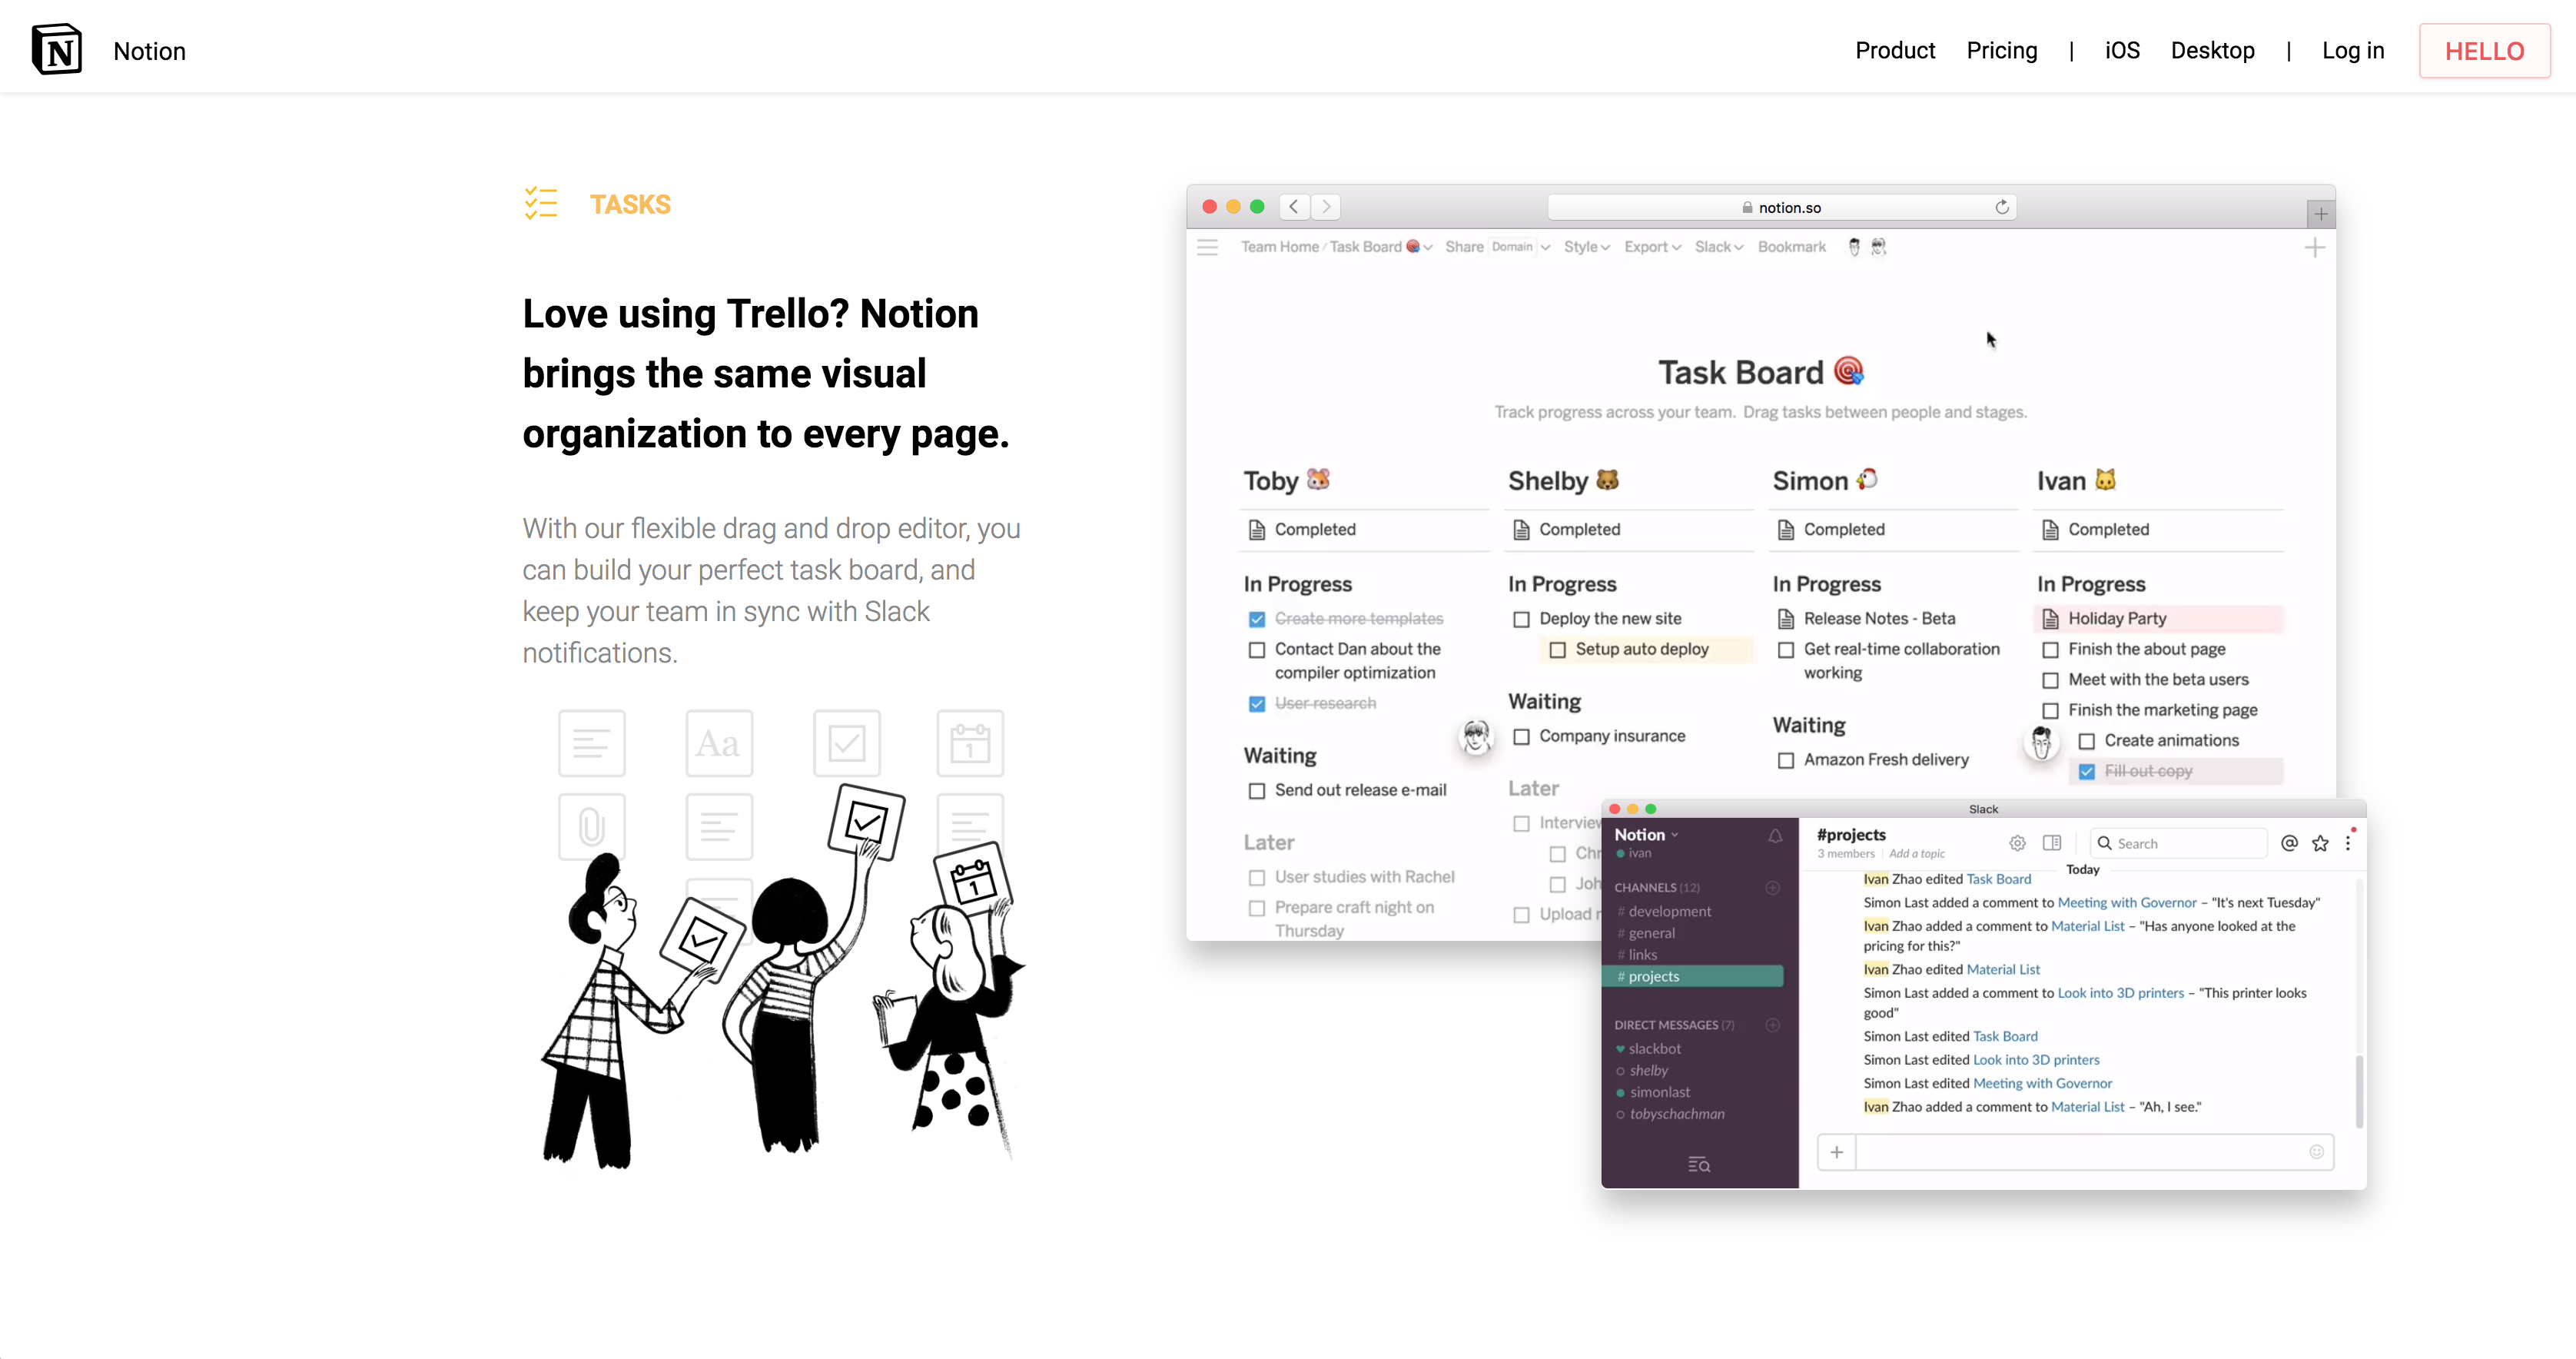 N Notion
Product Pricing | iOS Desktop | Log in HELLO
TASKS
Love using Trello? Notion
brings the same visual
organization to every page.
With our flexible drag and drop editor, you
can build your perfect task board, and
keep your team in sync with Slack
notifications.
Aa
1
1
notion.so
Team Home / Task Board Share Domain Style Export Slack Bookmark
Task Board
Track progress across your team. Drag tasks between people and stages.
Toby
Completed
In Progress
Create more templates
Contact Dan about the
compiler optimization
User research
Waiting
Send out release e-mail
Later
User studies with Rachel
Prepare craft night on
Thursday
Shelby
Completed
In Progress
Deploy the new site
Setup auto deploy
Waiting
Company insurance
Later
Upload
Simon
Completed
In Progress
Release Notes - Beta
Get real-time collaboration
working
Waiting
Amazon Fresh delivery
Ivan
Completed
In Progress
Holiday Party
Finish the about page
Meet with the beta users
Finish the marketing page
Create animations
Fill out copy
Slack
Notion
ivan
CHANNELS (12)
# development
# general
# links
# projects
DIRECT MESSAGES (7)
slackbot
shelby
simonlast
tobyschachman
#projects
3 members | Add a topic
Search
Today
Ivan Zhao edited Task Board
Simon Last added a comment to Meeting with Governor – "It's next Tuesday"
Ivan Zhao added a comment to Material List – "Has anyone looked at the
pricing for this?"
Ivan Zhao edited Material List
Simon Last added a comment to Look into 3D printers – "This printer looks
good"
Simon Last edited Task Board
Simon Last edited Look into 3D printers
Simon Last edited Meeting with Governor
Ivan Zhao added a comment to Material List – "Ah, I see."